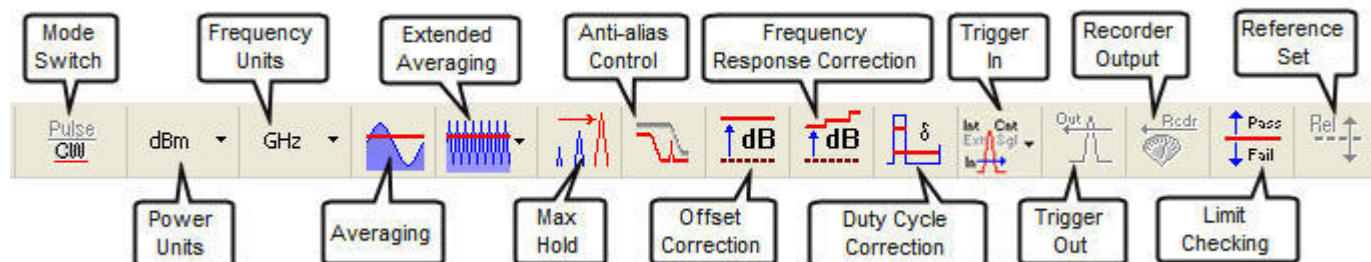 Mode
Switch
Frequency
Units
Extended
Averaging
Anti-alias
Control
Frequency
Response Correction
Trigger
In
Recorder
Output
Reference
Set
Pulse
CW
dBm
GHz
dB
dB
δ
Int Cnt
Ext Sgl
In
Out
Rcdr
Pass
Fail
Rel
Power
Units
Averaging
Max
Hold
Offset
Correction
Duty Cycle
Correction
Trigger
Out
Limit
Checking